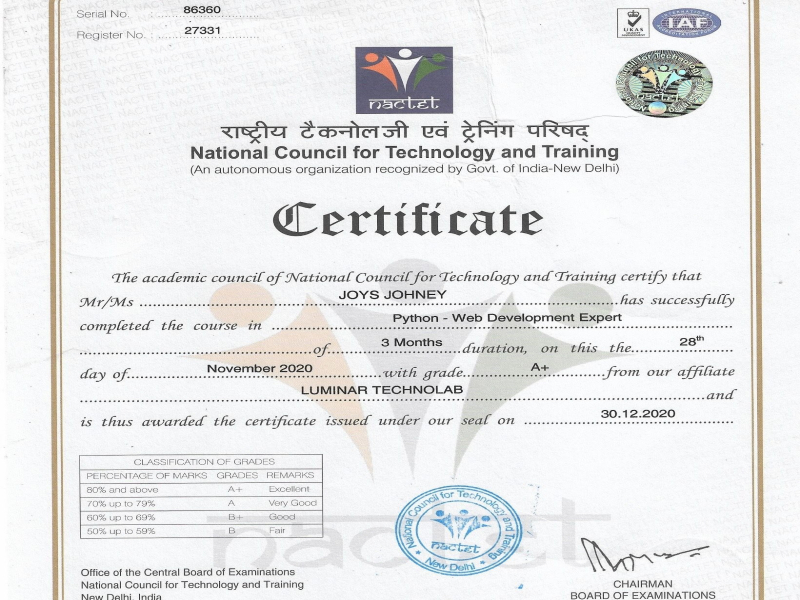 Serial No. 86360
Register No. 27331
UKAS
INTERNATIONAL
IAF
nactet
राष्ट्रीय टैकनोलजी एवं ट्रेनिंग परिषद्
National Council for Technology and Training
(An autonomous organization recognized by Govt. of India-New Delhi)
Certificate
The academic council of National Council for Technology and Training certify that
Mr/Ms JOYS JOHNEY has successfully
completed the course in Python - Web Development Expert
of 3 Months duration, on this the 28th
day of November 2020 with grade A+ from our affiliate
LUMINAR TECHNOLAB and
is thus awarded the certificate issued under our seal on 30.12.2020
CLASSIFICATION OF GRADES
PERCENTAGE OF MARKS GRADES REMARKS
80% and above A+ Excellent
70% up to 79% A Very Good
60% up to 69% B+ Good
50% up to 59% B Fair
National Council for Technology and Training
nactet
New Delhi
nactet
Office of the Central Board of Examinations
National Council for Technology and Training
New Delhi, India
CHAIRMAN
BOARD OF EXAMINATIONS